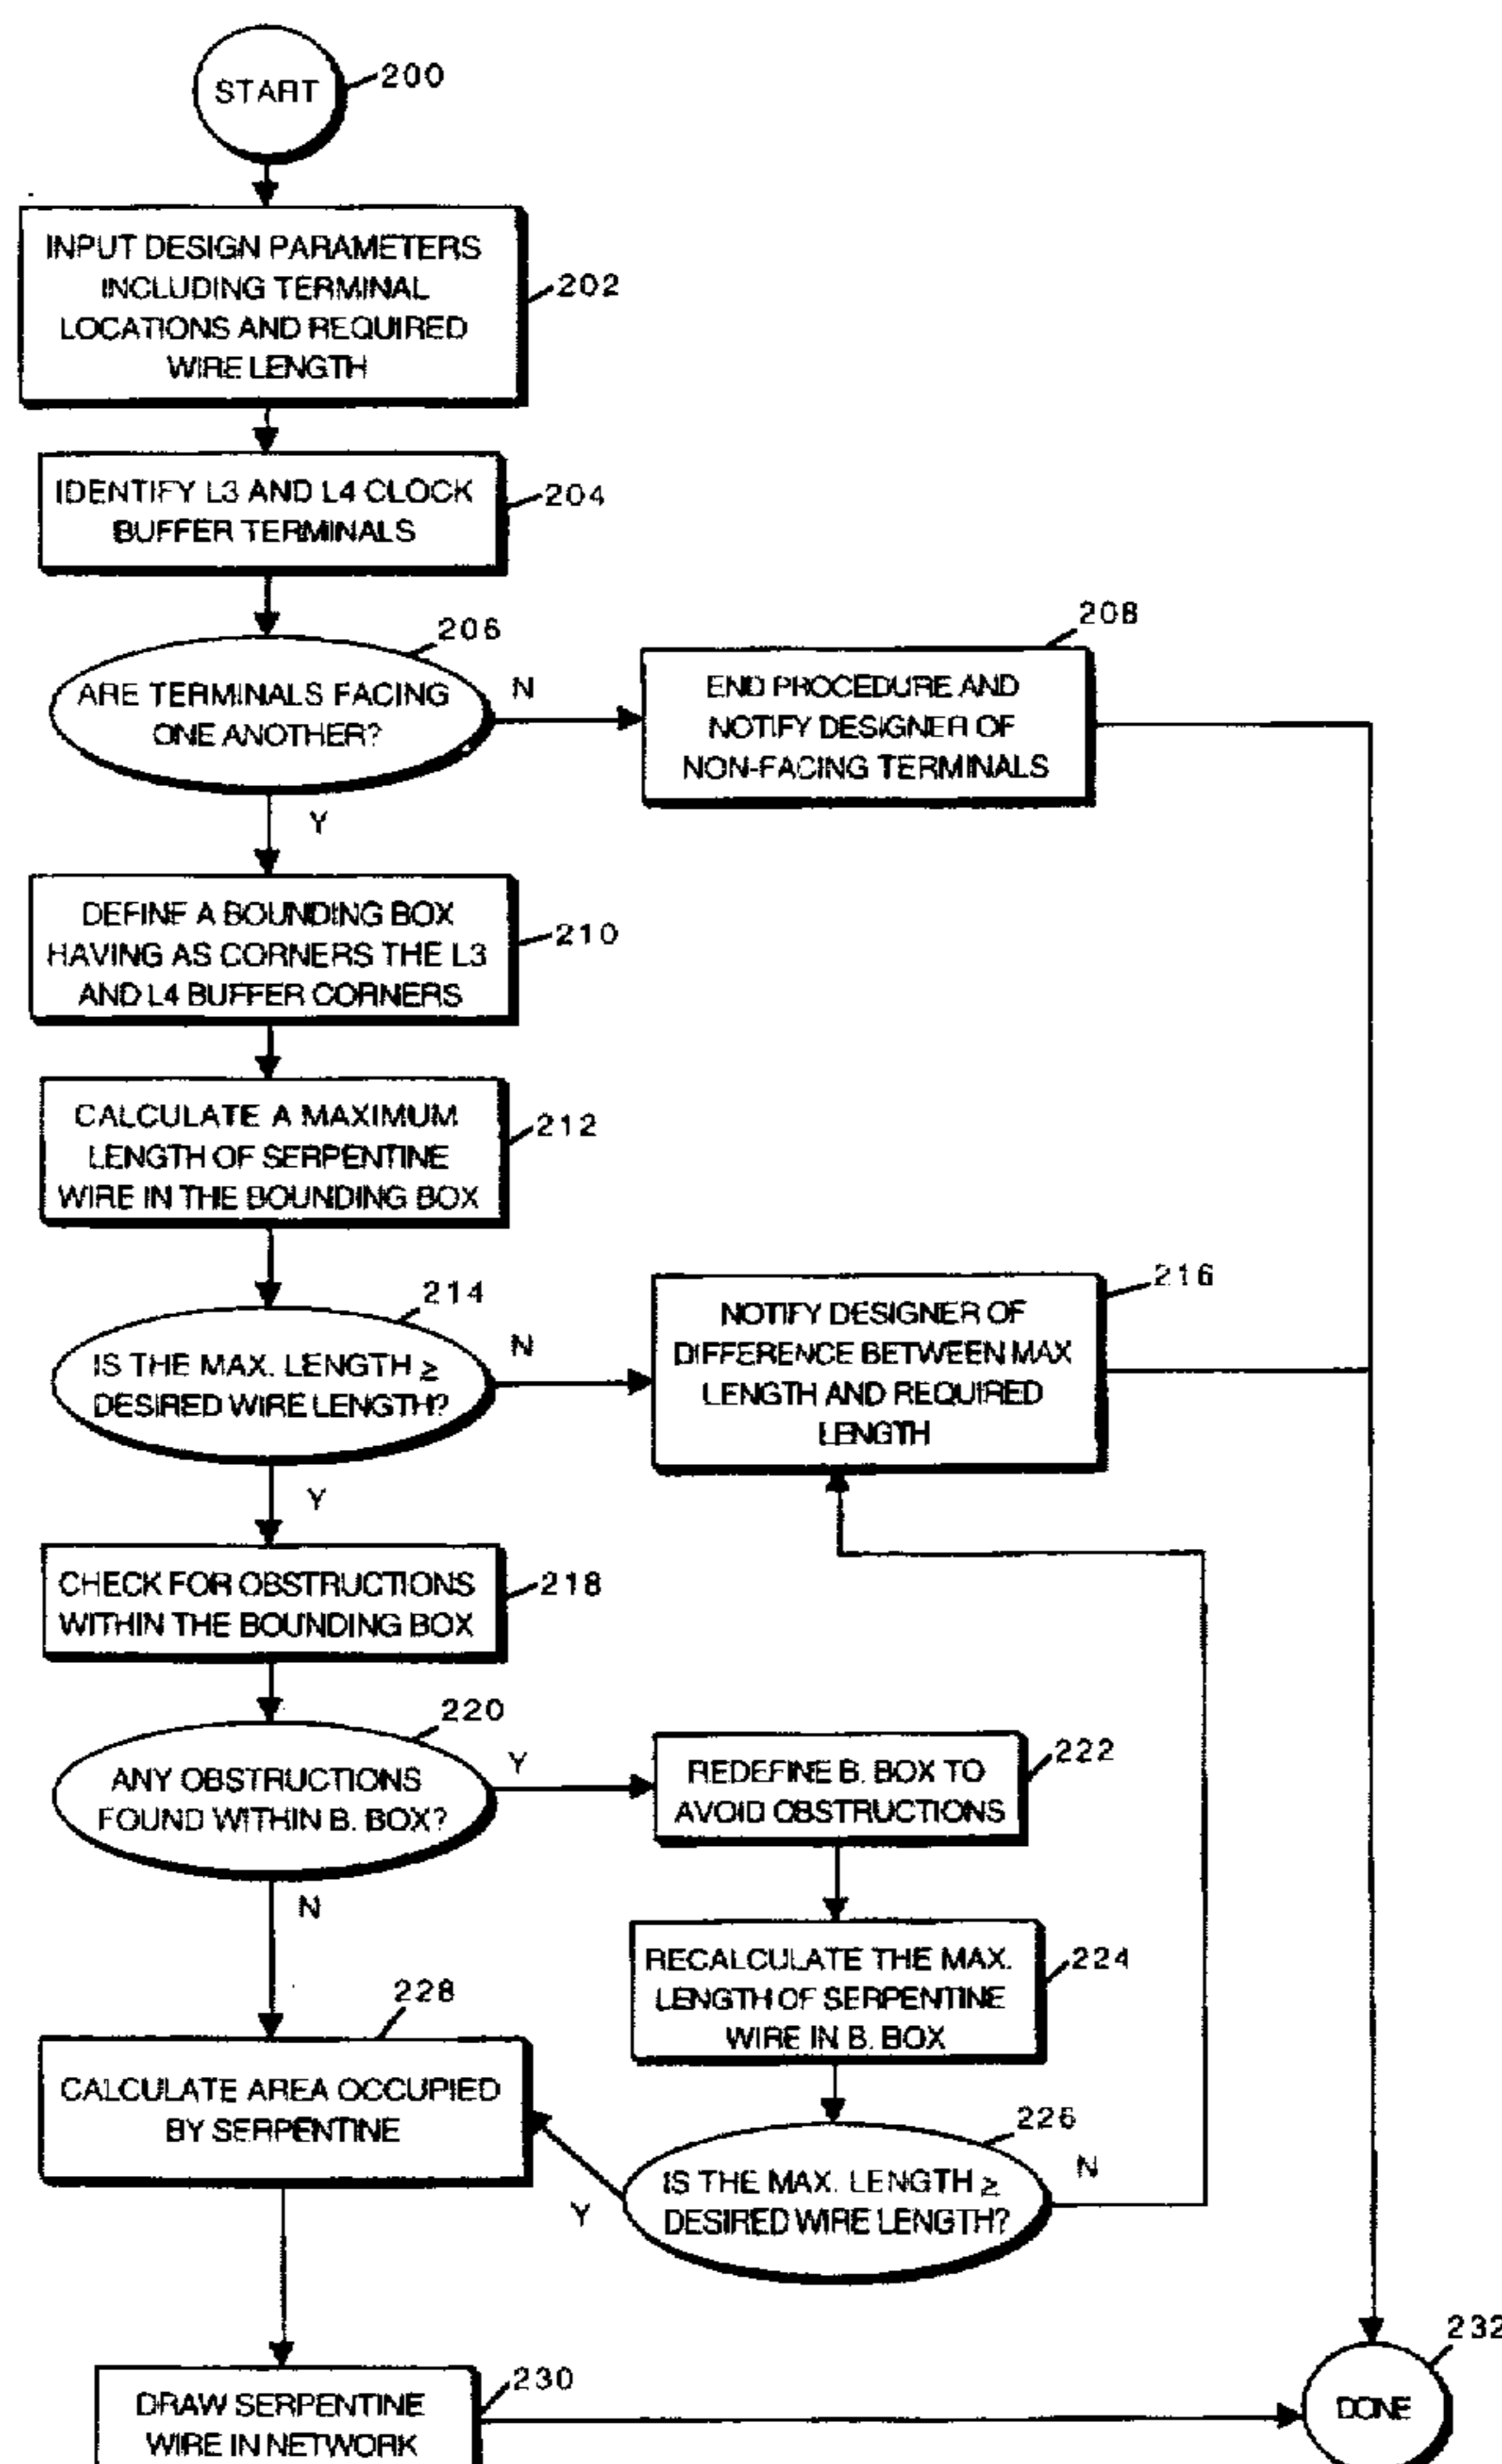 START
200
INPUT DESIGN PARAMETERS
INCLUDING TERMINAL
LOCATIONS AND REQUIRED
WIRE LENGTH
202
IDENTIFY L3 AND L4 CLOCK
BUFFER TERMINALS
204
206
ARE TERMINALS FACING
ONE ANOTHER?
N
Y
208
END PROCEDURE AND
NOTIFY DESIGNER OF
NON-FACING TERMINALS
DEFINE A BOUNDING BOX
HAVING AS CORNERS THE L3
AND L4 BUFFER CORNERS
210
CALCULATE A MAXIMUM
LENGTH OF SERPENTINE
WIRE IN THE BOUNDING BOX
212
214
IS THE MAX. LENGTH ≥
DESIRED WIRE LENGTH?
N
Y
216
NOTIFY DESIGNER OF
DIFFERENCE BETWEEN MAX
LENGTH AND REQUIRED
LENGTH
CHECK FOR OBSTRUCTIONS
WITHIN THE BOUNDING BOX
218
220
ANY OBSTRUCTIONS
FOUND WITHIN B. BOX?
Y
N
REDEFINE B. BOX TO
AVOID OBSTRUCTIONS
222
RECALCULATE THE MAX.
LENGTH OF SERPENTINE
WIRE IN B. BOX
224
226
IS THE MAX. LENGTH ≥
DESIRED WIRE LENGTH?
N
Y
228
CALCULATE AREA OCCUPIED
BY SERPENTINE
DRAW SERPENTINE
WIRE IN NETWORK
230
232
DONE